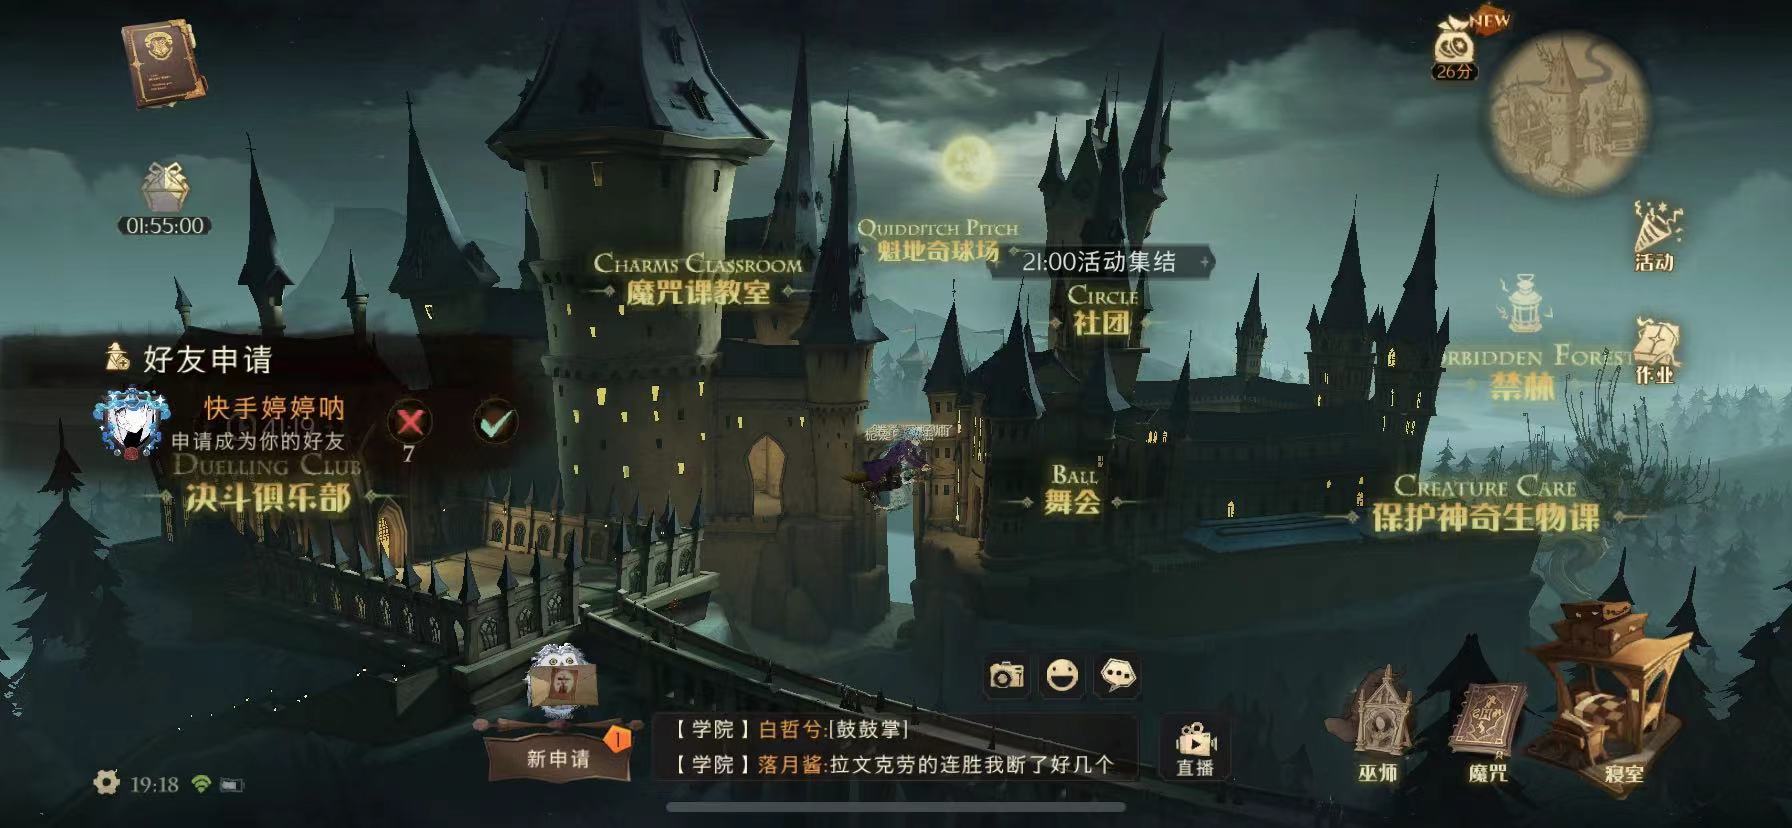 NEW
26分
01:55:00
QUIDDITCH PITCH
魁地奇球场
CHARMS CLASSROOM
魔咒课教室
21:00活动集结
活动
CIRCLE
社团
好友申请
RBIDDEN FOREST
禁林
作业
快手婷婷呐
申请成为你的好友
7
DUELLING CLUB
决斗俱乐部
BALL
舞会
CREATURE CARE
保护神奇生物课
【学院】白哲兮:[鼓鼓掌]
新申请
1
【学院】落月酱:拉文克劳的连胜我断了好几个
直播
巫师
魔咒
寝室
19:18